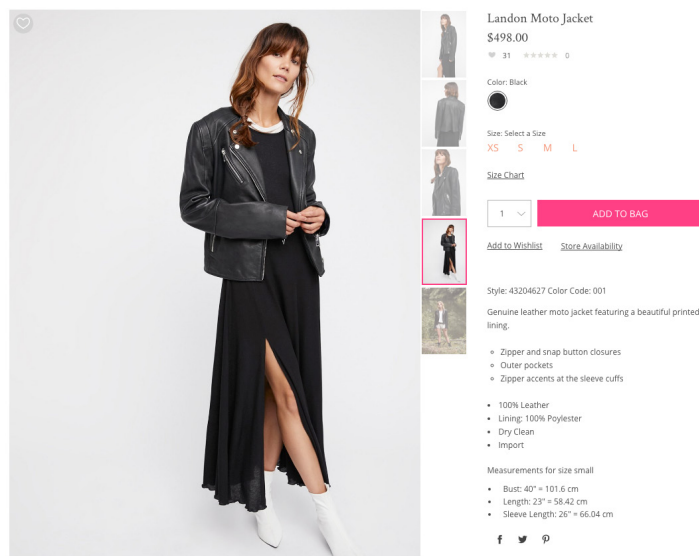 Landon Moto Jacket
$498.00
31 0
Color: Black
Size: Select a Size
XS S M L
Size Chart
1 ADD TO BAG
Add to Wishlist Store Availability
Style: 43204627 Color Code: 001
Genuine leather moto jacket featuring a beautiful printed
lining.
Zipper and snap button closures
Outer pockets
Zipper accents at the sleeve cuffs
100% Leather
Lining: 100% Poylester
Dry Clean
Import
Measurements for size small
Bust: 40" = 101.6 cm
Length: 23" = 58.42 cm
Sleeve Length: 26" = 66.04 cm